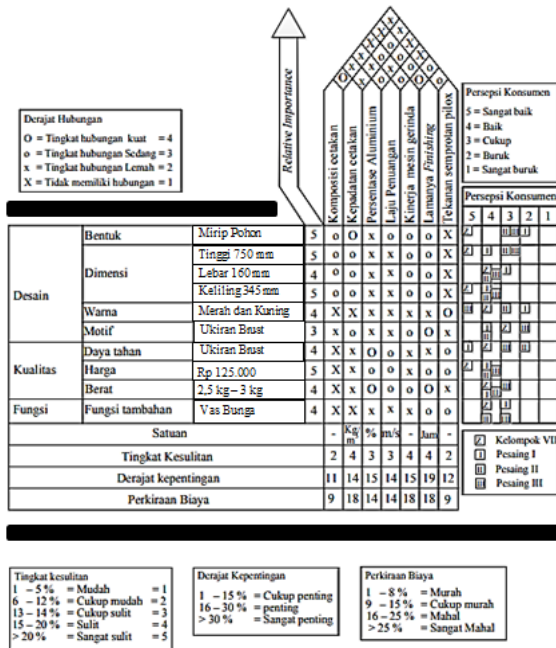 Relative Importance
Komposisi cetakan
Kepadatan cetakan
Persentase Aluminium
Laju Penuangan
Kinerja mesin gerinda
Lamanya Finishing
Tekanan semprotan pilox
Derajat Hubungan
O = Tingkat hubungan kuat = 4
o = Tingkat hubungan Sedang = 3
x = Tingkat hubungan Lemah = 2
X = Tidak memiliki hubungan = 1
Persepsi Konsumen
5 = Sangat baik
4 = Baik
3 = Cukup
2 = Buruk
1 = Sangat buruk
Persepsi Konsumen
5 4 3 2 1
Desain
Bentuk Mirip Pohon 5 o O x o o o X
Dimensi
Tinggi 750 mm 5 o o x x o o X
Lebar 160 mm 4 o o x x o o X
Keliling 345 mm 5 o o x x o o X
Warna Merah dan Kuning 4 X X x x x x O
Motif Ukiran Brust 3 x o x x o O x
Kualitas
Daya tahan Ukiran Brust 4 X x O o x x o
Harga Rp 125.000 5 X x o o x o o
Berat 2,5 kg – 3 kg 4 X x O o o O x
Fungsi Fungsi tambahan Vas Bunga 4 X X x x x o o
Satuan - Kg/m % m/s - Jam -
Tingkat Kesulitan 2 4 3 3 4 4 2
Derajat kepentingan 11 14 15 14 15 19 12
Perkiraan Biaya 9 18 14 14 18 18 9
Kelompok VII
I Pesaing I
II Pesaing II
III Pesaing III
Tingkat kesulitan
1 – 5 % = Mudah = 1
6 – 12 % = Cukup mudah = 2
13 – 14 % = Cukup sulit = 3
15 – 20 % = Sulit = 4
> 20 % = Sangat sulit = 5
Derajat Kepentingan
1 – 15 % = Cukup penting
16 – 30 % = penting
> 30 % = Sangat penting
Perkiraan Biaya
1 – 8 % = Murah
9 – 15 % = Cukup murah
16 – 25 % = Mahal
> 25 % = Sangat Mahal